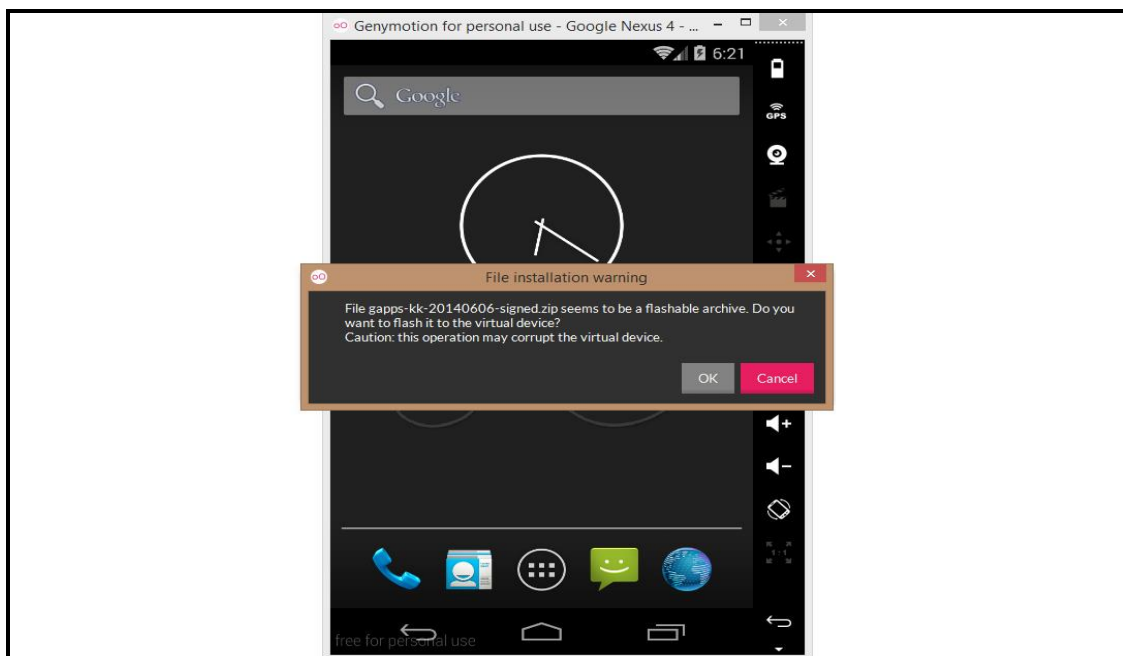 Genymotion for personal use - Google Nexus 4 - ...
6:21
Google
GPS
File installation warning
File gapps-kk-20140606-signed.zip seems to be a flashable archive. Do you
want to flash it to the virtual device?
Caution: this operation may corrupt the virtual device.
OK Cancel
1:1
free for personal use